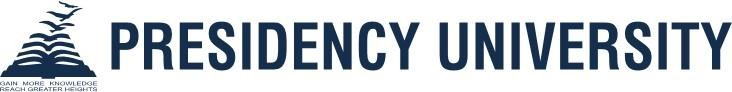 PRESIDENCY UNIVERSITY
GAIN MORE KNOWLEDGE
REACH GREATER HEIGHTS